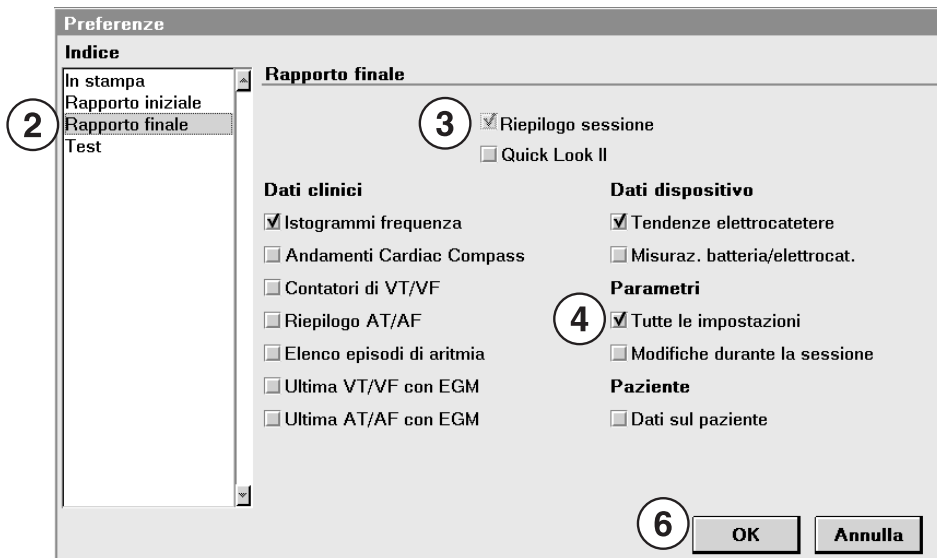 Preferenze
Indice
In stampa
Rapporto iniziale
2 Rapporto finale
Test
Rapporto finale
3 Riepilogo sessione
Quick Look II
Dati clinici
Istogrammi frequenza
Andamenti Cardiac Compass
Contatori di VT/VF
Riepilogo AT/AF
Elenco episodi di aritmia
Ultima VT/VF con EGM
Ultima AT/AF con EGM
Dati dispositivo
Tendenze elettrocatetere
Misuraz. batteria/elettrocat.
Parametri
4 Tutte le impostazioni
Modifiche durante la sessione
Paziente
Dati sul paziente
6 OK Annulla